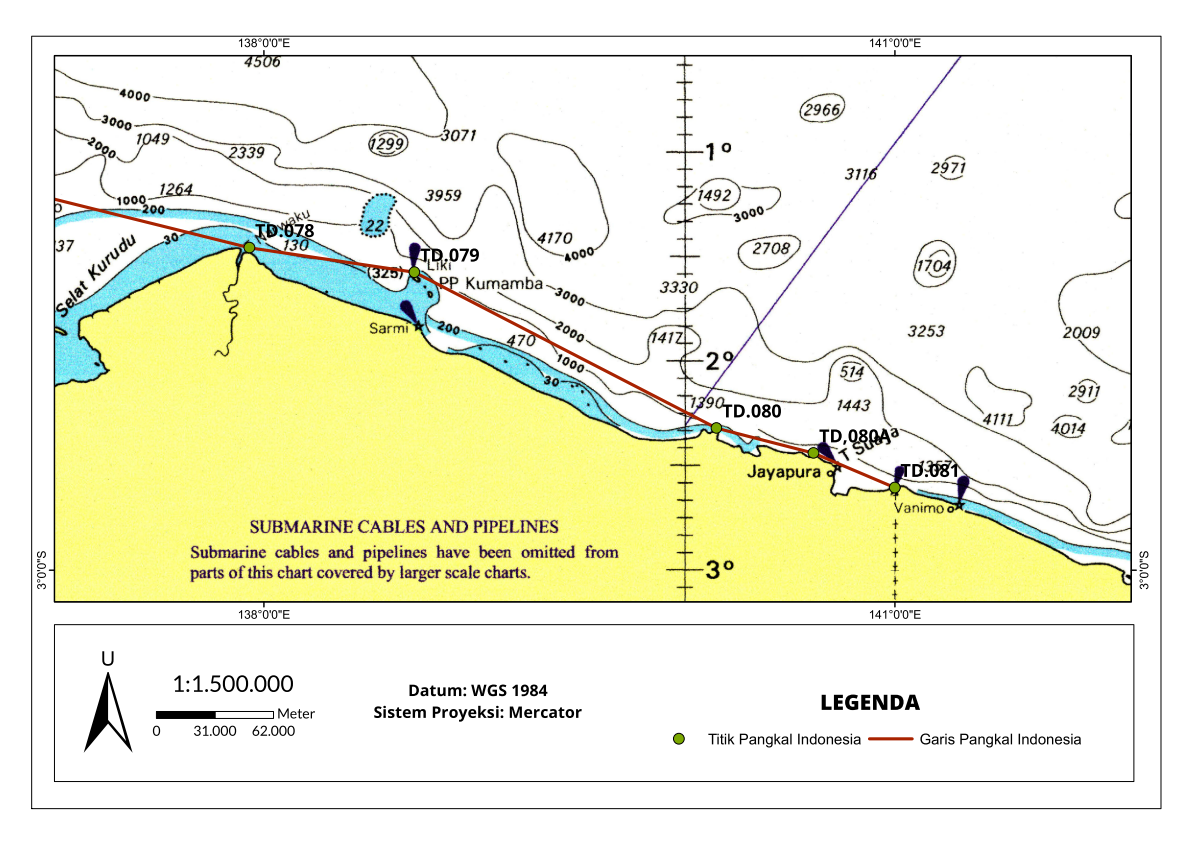 138°0'0"E
141°0'0"E
4506
4000
3000
2000
1049
2339
1299
3071
2966
1°
3116
2971
1264
1000
200
3959
1492
3000
37
30
TD.078
130
22
4170
4000
2708
1704
Selat Kurudu
TD.079
(325)
Liki
PP Kumamba
3000
3330
Sarmi
200
470
2000
1000
1417
3253
2009
30
2°
514
2911
1390
TD.080
1443
4111
4014
TD.080A
T Suaja
Jayapura
1357
TD.081
Vanimo
SUBMARINE CABLES AND PIPELINES
Submarine cables and pipelines have been omitted from
parts of this chart covered by larger scale charts.
3°
3°0'0"S
3°0'0"S
138°0'0"E
141°0'0"E
U
1:1.500.000
Meter
0 31.000 62.000
Datum: WGS 1984
Sistem Proyeksi: Mercator
LEGENDA
Titik Pangkal Indonesia
Garis Pangkal Indonesia